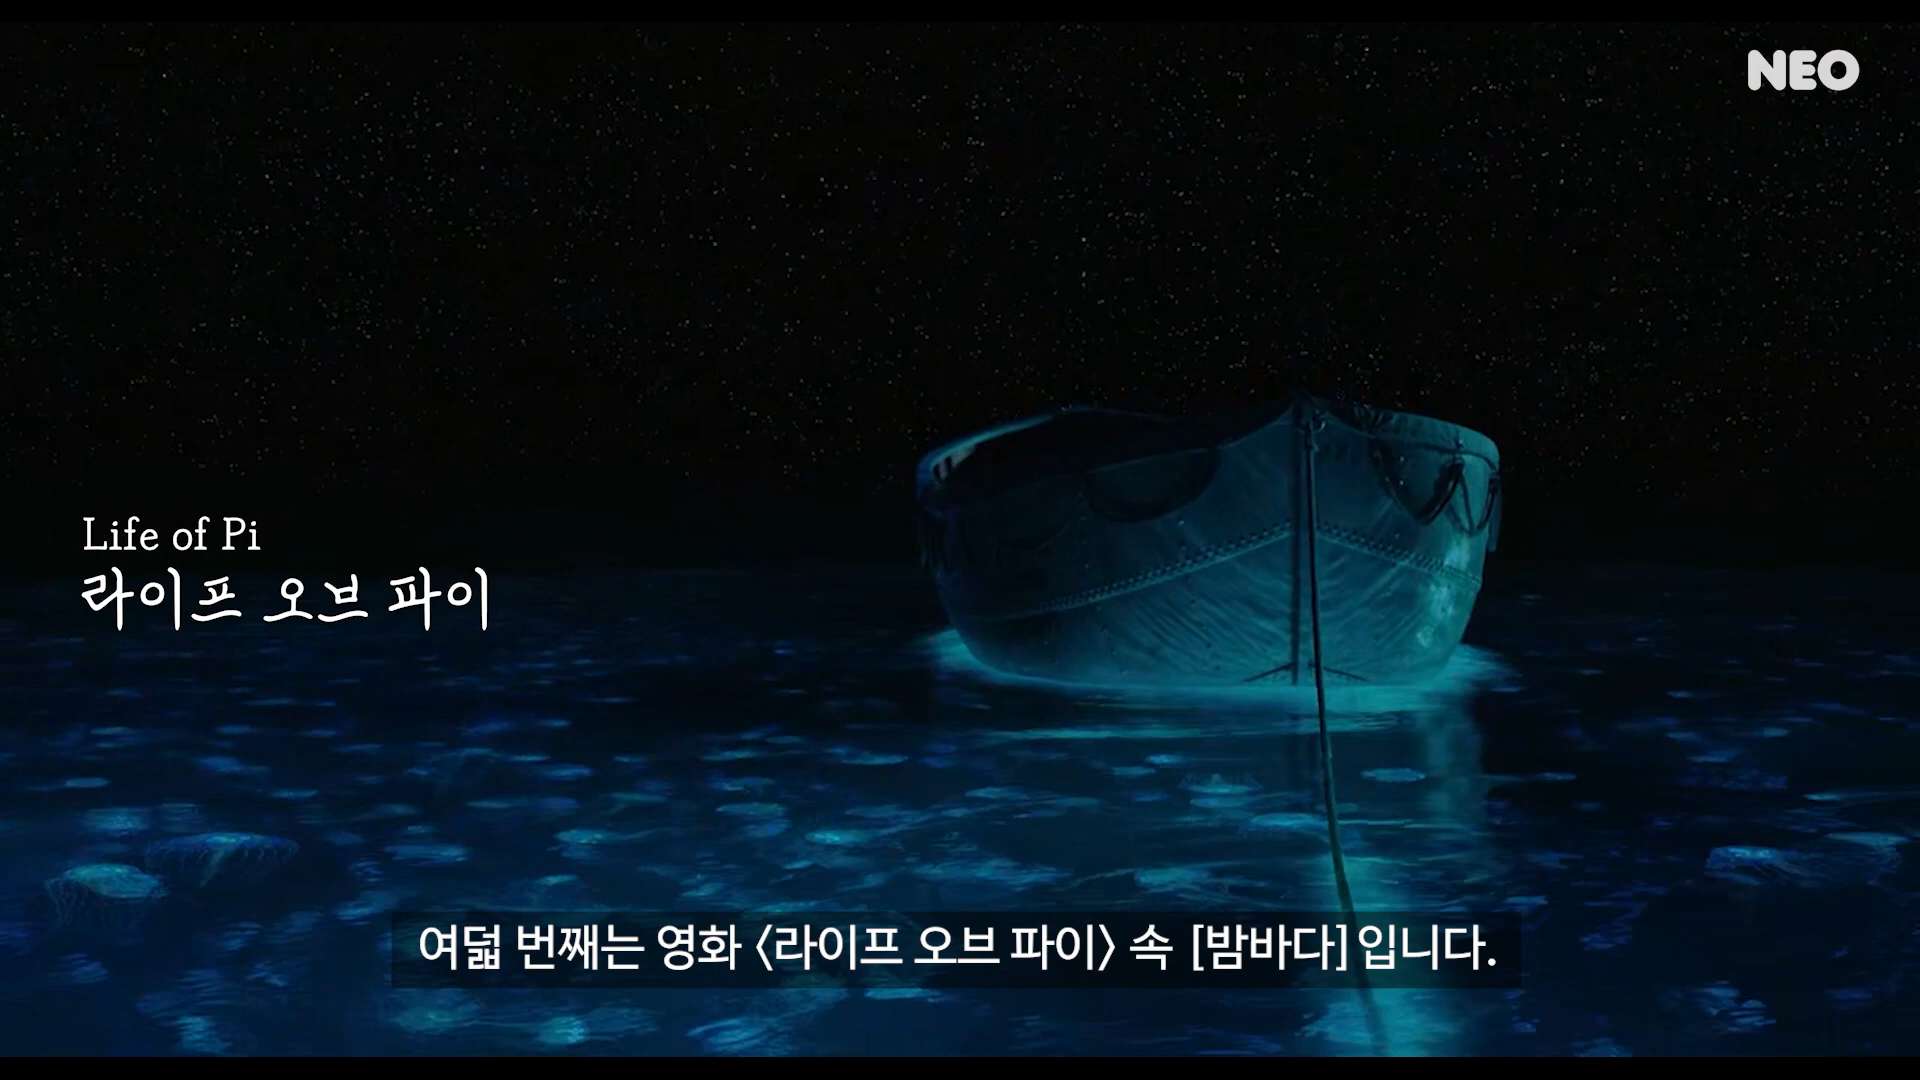 NEO
Life of Pi
라이프 오브 파이
여덟 번째는 영화 〈라이프 오브 파이〉 속 [밤바다]입니다.